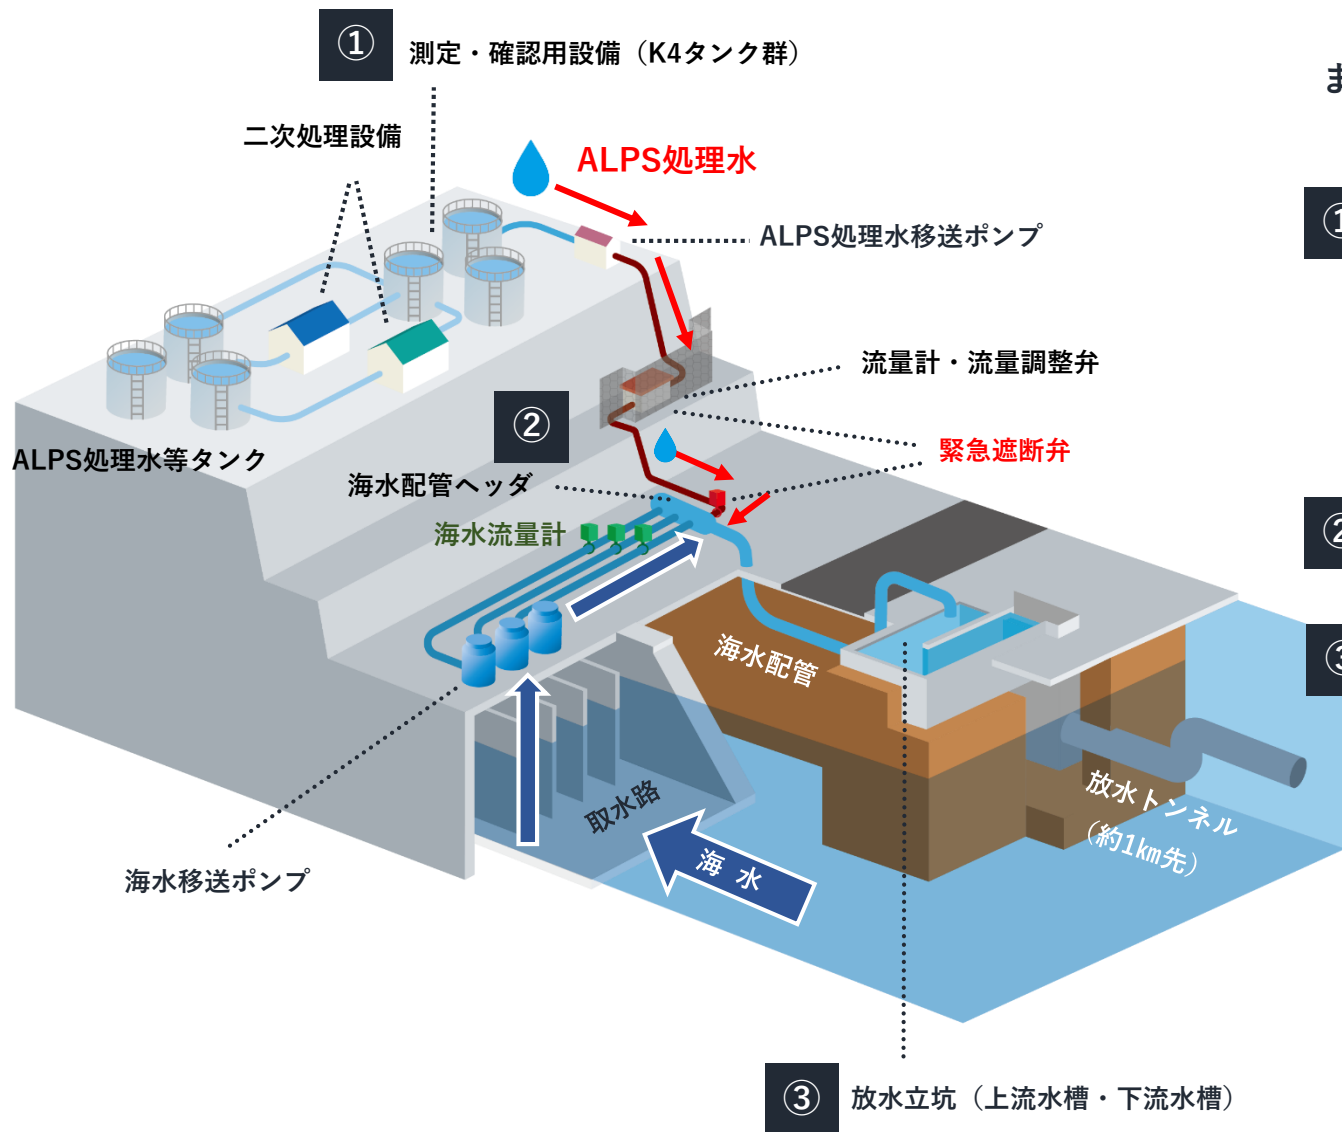 ① 測定・確認用設備（K4タンク群）
二次処理設備
ALPS処理水
ALPS処理水移送ポンプ
流量計・流量調整弁
緊急遮断弁
ALPS処理水等タンク
②
海水配管ヘッダ
海水流量計
海水配管
取水路
海 水
海水移送ポンプ
放水トンネル
（約1㎞先）
③ 放水立坑（上流水槽・下流水槽）
ま
①
②
③